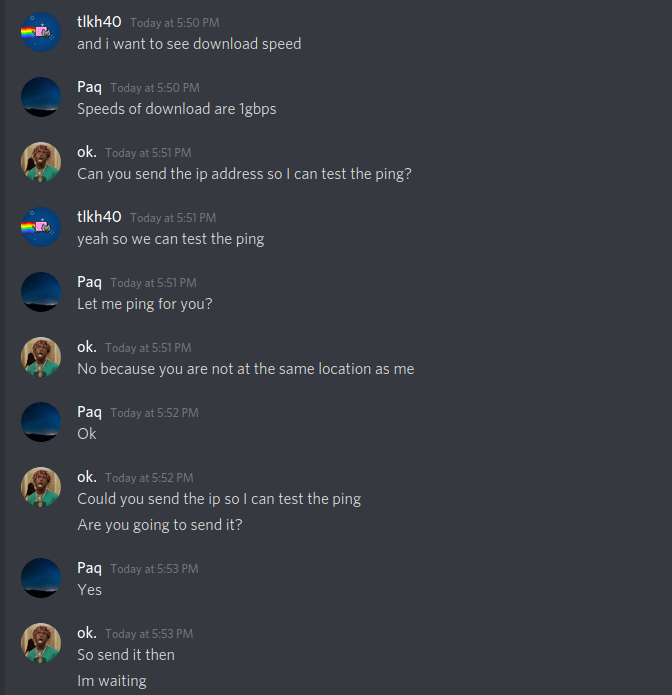 tlkh40 Today at 5:50 PM
and i want to see download speed
Paq Today at 5:50 PM
Speeds of download are 1gbps
ok. Today at 5:51 PM
Can you send the ip address so I can test the ping?
tlkh40 Today at 5:51 PM
yeah so we can test the ping
Paq Today at 5:51 PM
Let me ping for you?
ok. Today at 5:51 PM
No because you are not at the same location as me
Paq Today at 5:52 PM
Ok
ok. Today at 5:52 PM
Could you send the ip so I can test the ping
Are you going to send it?
Paq Today at 5:53 PM
Yes
ok. Today at 5:53 PM
So send it then
Im waiting